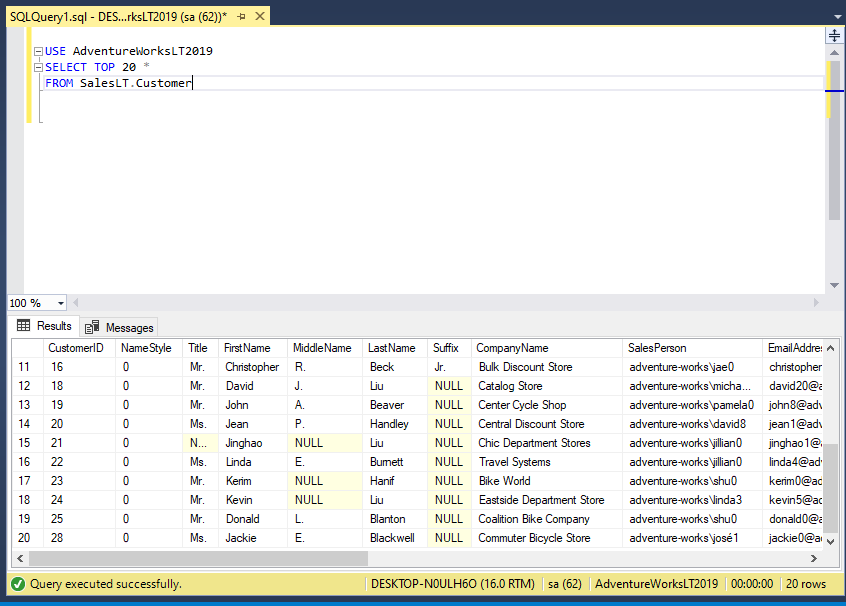 SQLQuery1.sql - DES...rksLT2019 (sa (62))*
USE AdventureWorksLT2019
SELECT TOP 20 *
FROM SalesLT.Customer
100 %
Results Messages
CustomerID NameStyle Title FirstName MiddleName LastName Suffix CompanyName SalesPerson EmailAddres
11 16 0 Mr. Christopher R. Beck Jr. Bulk Discount Store adventure-works\jae0 christopher
12 18 0 Mr. David J. Liu NULL Catalog Store adventure-works\micha... david20@a
13 19 0 Mr. John A. Beaver NULL Center Cycle Shop adventure-works\pamela0 john8@adv
14 20 0 Ms. Jean P. Handley NULL Central Discount Store adventure-works\david8 jean1@adv
15 21 0 N... Jinghao NULL Liu NULL Chic Department Stores adventure-works\jillian0 jinghao1@
16 22 0 Ms. Linda E. Burnett NULL Travel Systems adventure-works\jillian0 linda4@adv
17 23 0 Mr. Kerim NULL Hanif NULL Bike World adventure-works\shu0 kerim0@ad
18 24 0 Mr. Kevin NULL Liu NULL Eastside Department Store adventure-works\linda3 kevin5@ad
19 25 0 Mr. Donald L. Blanton NULL Coalition Bike Company adventure-works\shu0 donald0@a
20 28 0 Ms. Jackie E. Blackwell NULL Commuter Bicycle Store adventure-works\josé1 jackie0@ad
Query executed successfully. DESKTOP-N0ULH6O (16.0 RTM) sa (62) AdventureWorksLT2019 00:00:00 20 rows